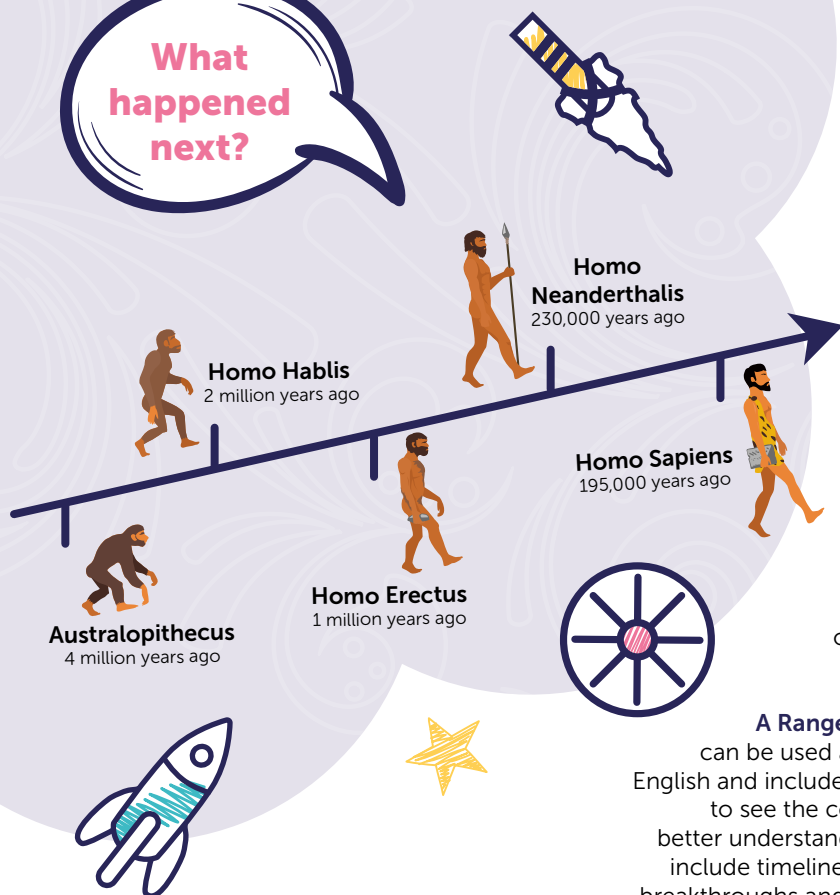 What
happened
next?
Homo
Neanderthalis
230,000 years ago
Homo Hablis
2 million years ago
Homo Sapiens
195,000 years ago
Homo Erectus
1 million years ago
Australopithecus
4 million years ago
A Range
can be used
English and include
to see the
better understan
include timeline
breakthroughs and